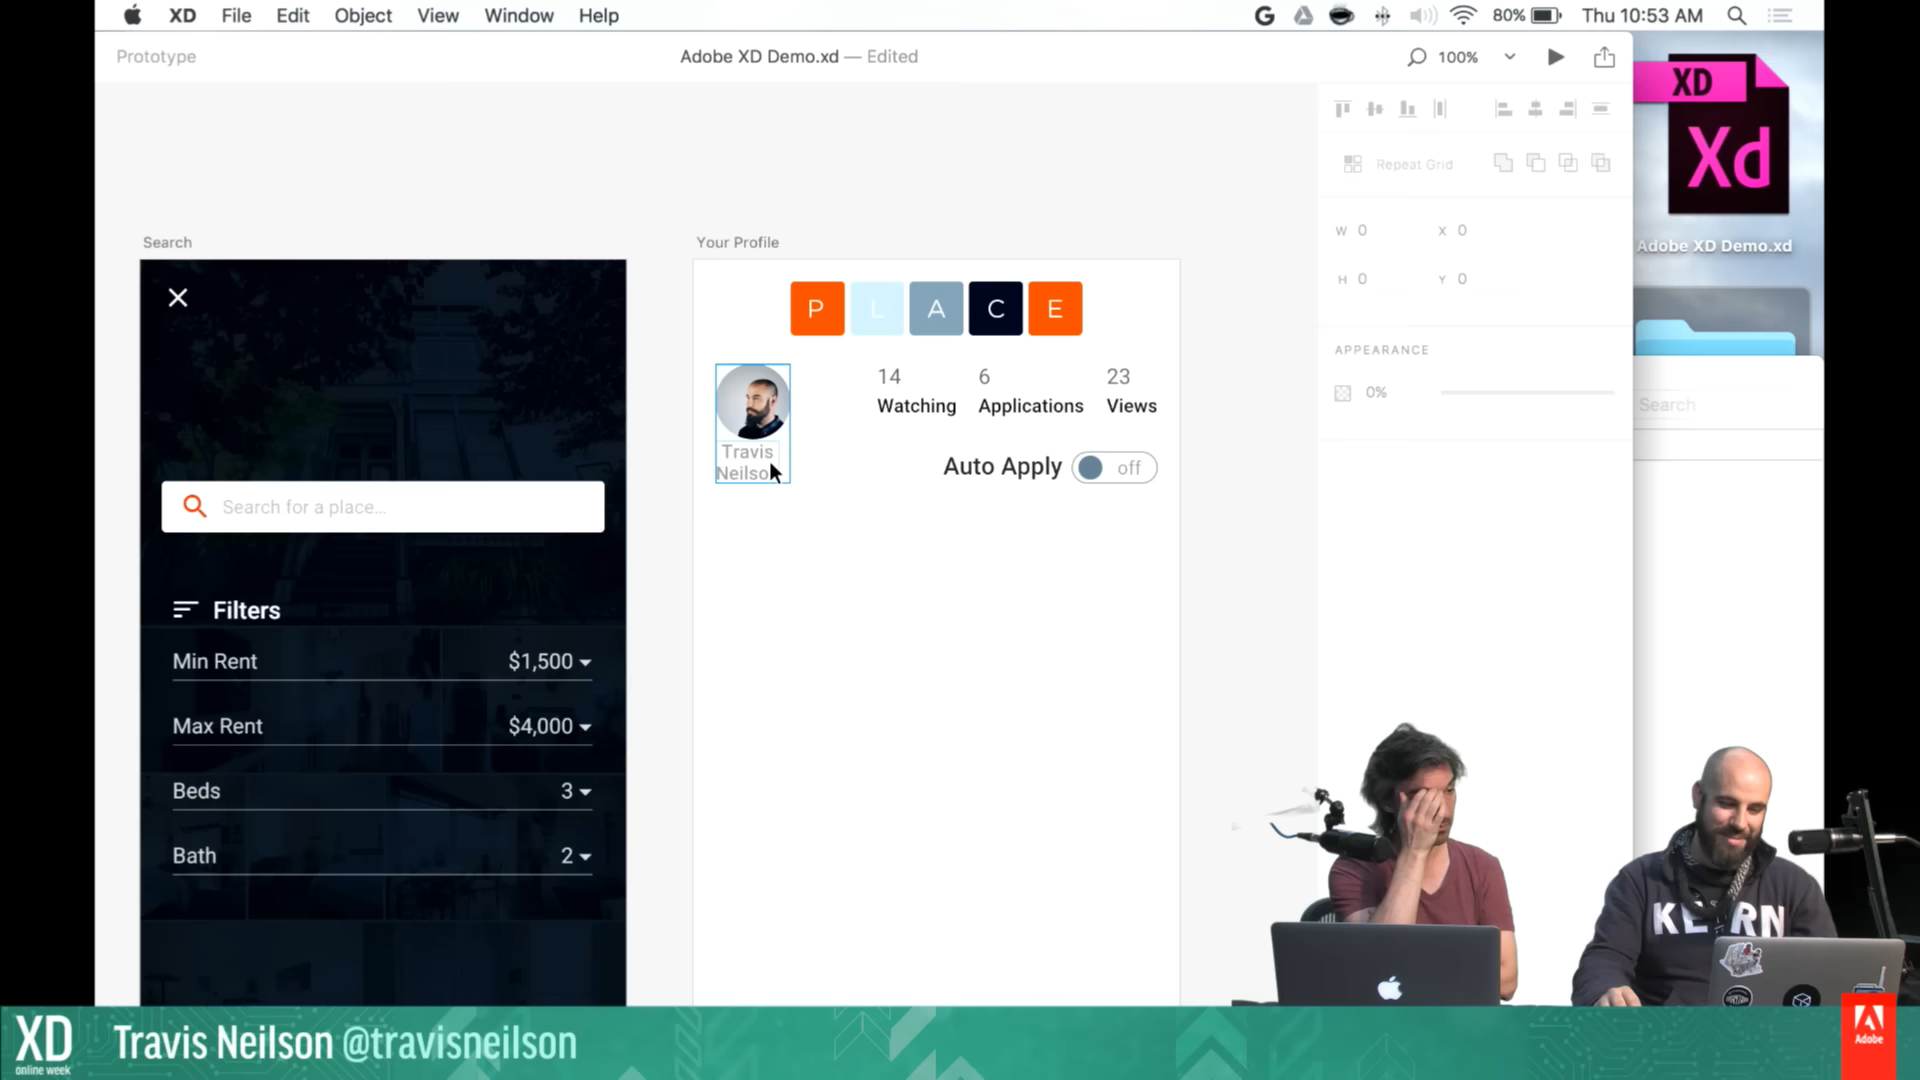 XD File Edit Object View Window Help
80% Thu 10:53 AM
Prototype
Adobe XD Demo.xd — Edited
100%
XD
Xd
Adobe XD Demo.xd
Repeat Grid
W 0 X 0
H 0 Y 0
APPEARANCE
0%
Search
Search
Search for a place...
Filters
Min Rent $1,500
Max Rent $4,000
Beds 3
Bath 2
Your Profile
P L A C E
14 6 23
Watching Applications Views
Travis
Neilson
Auto Apply off
XD
online week
Travis Neilson @travisneilson
Adobe